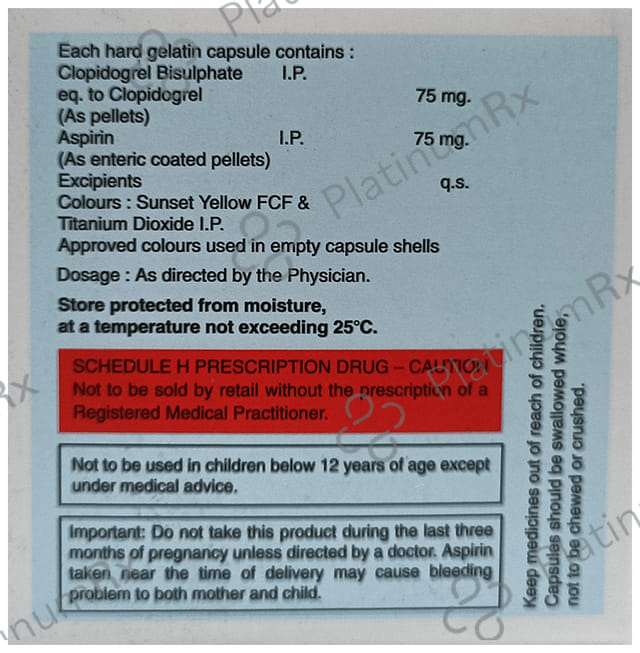 Each hard gelatin capsule contains :
Clopidogrel Bisulphate I.P.
eq. to Clopidogrel 75 mg.
(As pellets)
Aspirin I.P. 75 mg.
(As enteric coated pellets)
Excipients q.s.
Colours : Sunset Yellow FCF &
Titanium Dioxide I.P.
Approved colours used in empty capsule shells
Dosage : As directed by the Physician.
Store protected from moisture,
at a temperature not exceeding 25°C.
SCHEDULE H PRESCRIPTION DRUG – CAUTION
Not to be sold by retail without the prescription of a
Registered Medical Practitioner.
Not to be used in children below 12 years of age except
under medical advice.
Important: Do not take this product during the last three
months of pregnancy unless directed by a doctor. Aspirin
taken near the time of delivery may cause bleeding
problem to both mother and child.
Keep medicines out of reach of children.
Capsules should be swallowed whole,
not to be chewed or crushed.
PlatinumRx
PlatinumRx